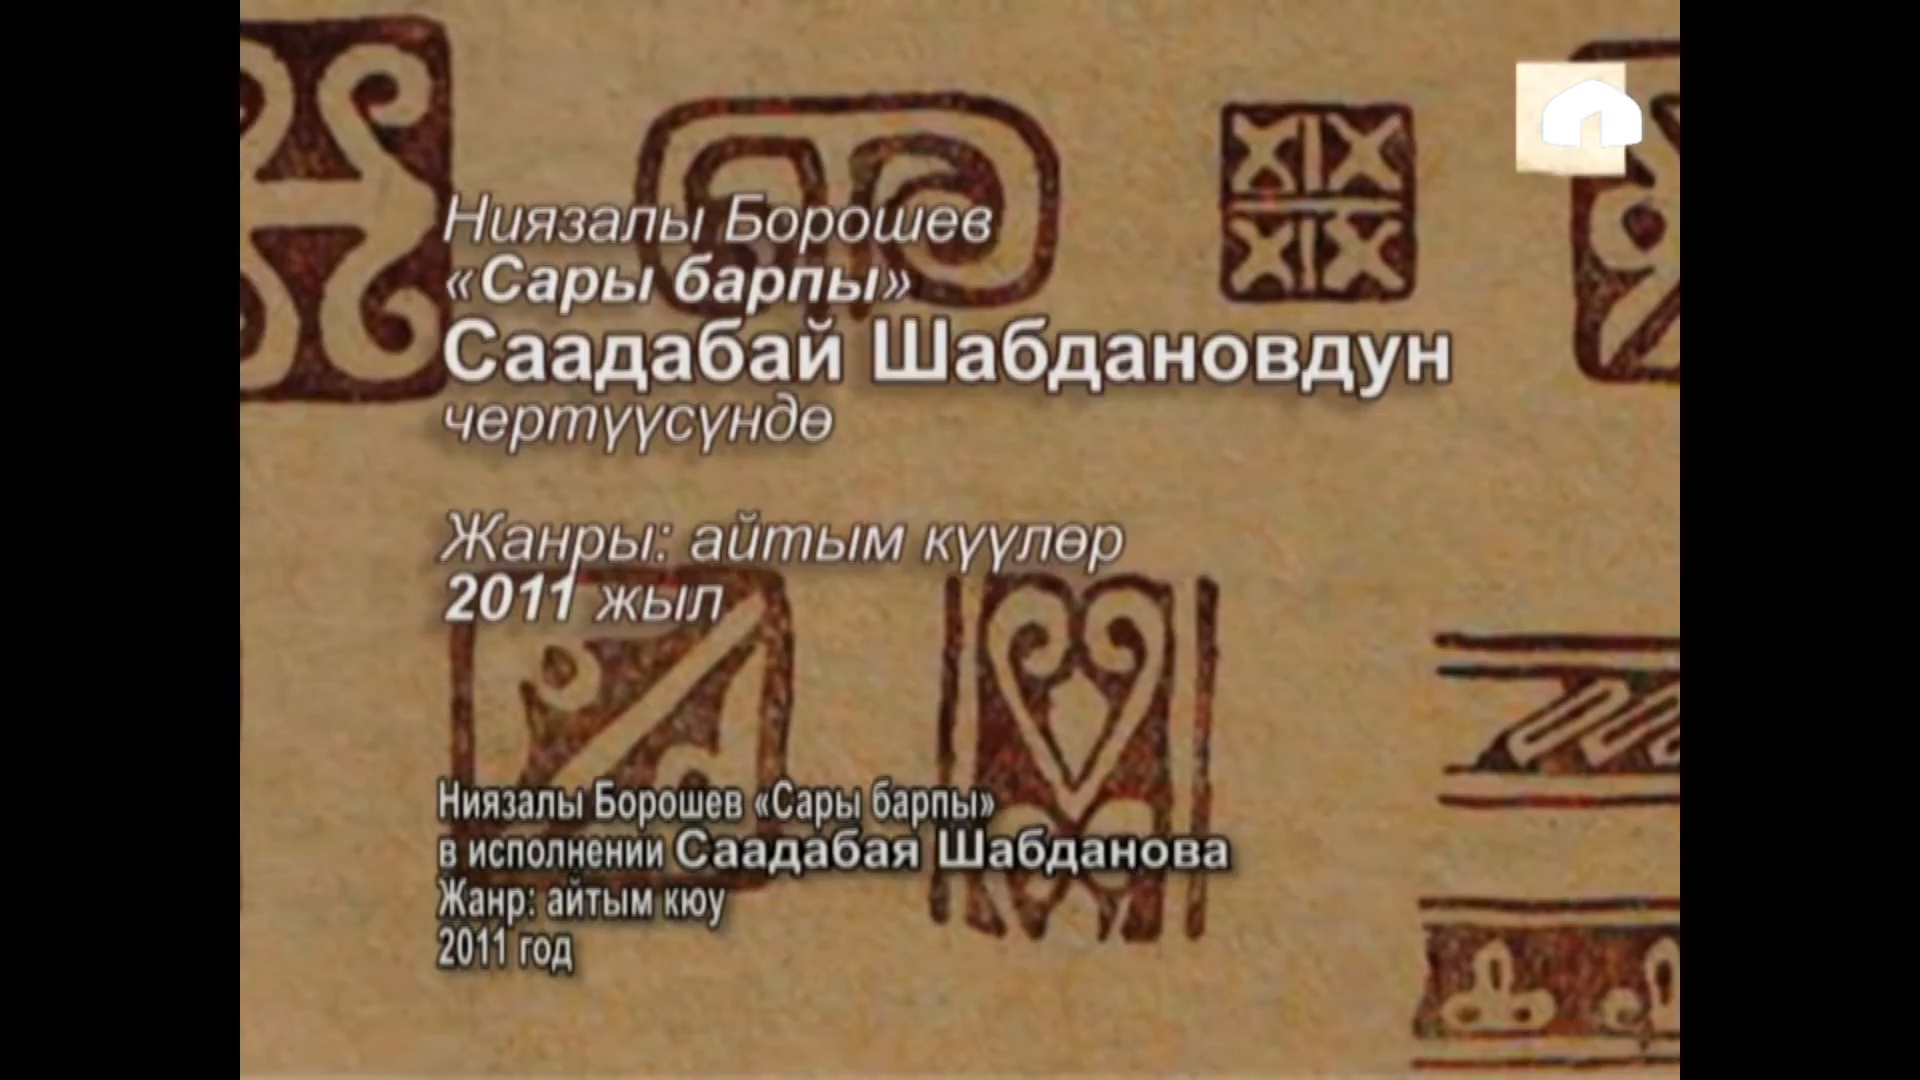 Ниязалы Борошев
«Сары барпы»
Саадабай Шабдановдун
чертүүсүндө
Жанры: айтым күүлөр
2011 жыл
Ниязалы Борошев «Сары барпы»
в исполнении Саадабая Шабданова
Жанр: айтым кюу
2011 год